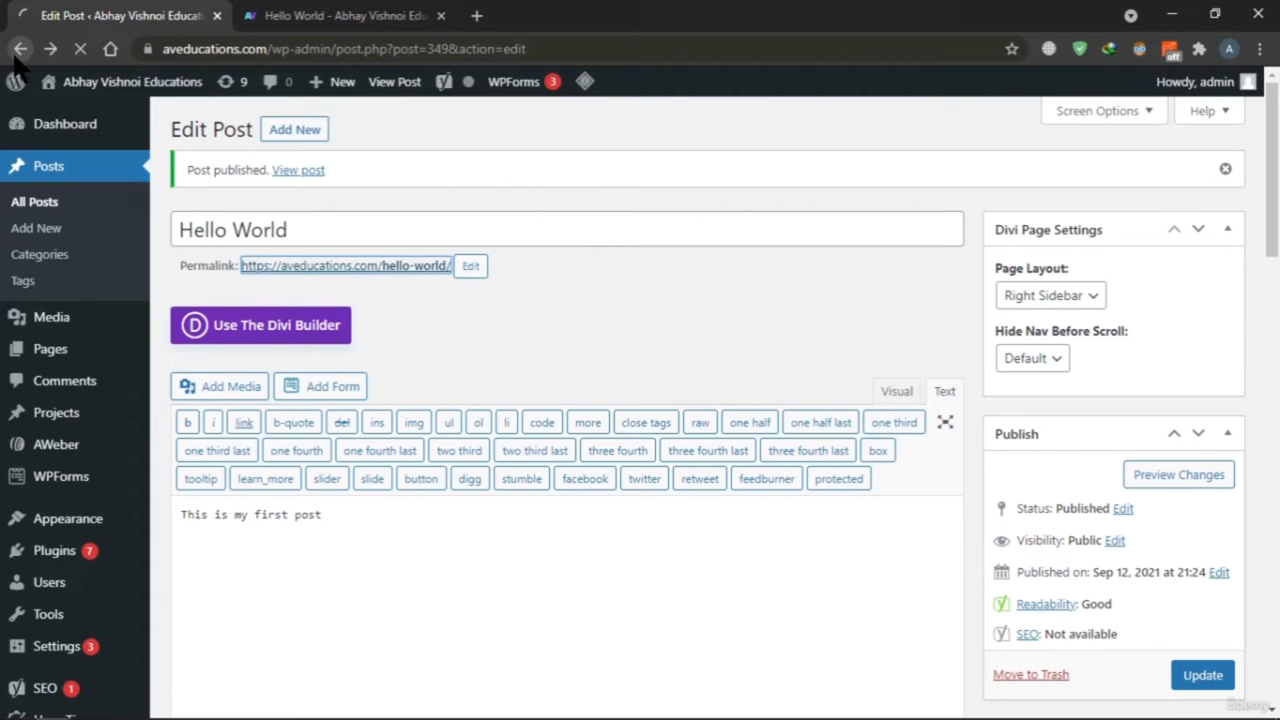 Edit Post ‹ Abhay Vishnoi Educat
Hello World - Abhay Vishnoi Edu
aveducations.com/wp-admin/post.php?post=349&action=edit
off
A
Abhay Vishnoi Educations 9 0 New View Post WPForms 3
Howdy, admin
Dashboard
Posts
All Posts
Add New
Categories
Tags
Media
Pages
Comments
Projects
AWeber
WPForms
Appearance
Plugins 7
Users
Tools
Settings 3
SEO 1
Screen Options
Help
Edit Post Add New
Post published. View post
Hello World
Permalink: https://aveducations.com/hello-world/ Edit
D Use The Divi Builder
Add Media Add Form
Visual Text
b i link b-quote del ins img ul ol li code more close tags raw one half one half last one third
one third last one fourth one fourth last two third two third last three fourth three fourth last three fourth last box
tooltip learn_more slider slide button digg stumble facebook twitter retweet feedburner protected
This is my first post
Divi Page Settings
Page Layout:
Right Sidebar
Hide Nav Before Scroll:
Default
Publish
Preview Changes
Status: Published Edit
Visibility: Public Edit
Published on: Sep 12, 2021 at 21:24 Edit
Readability: Good
SEO: Not available
Move to Trash Update
ûdemy